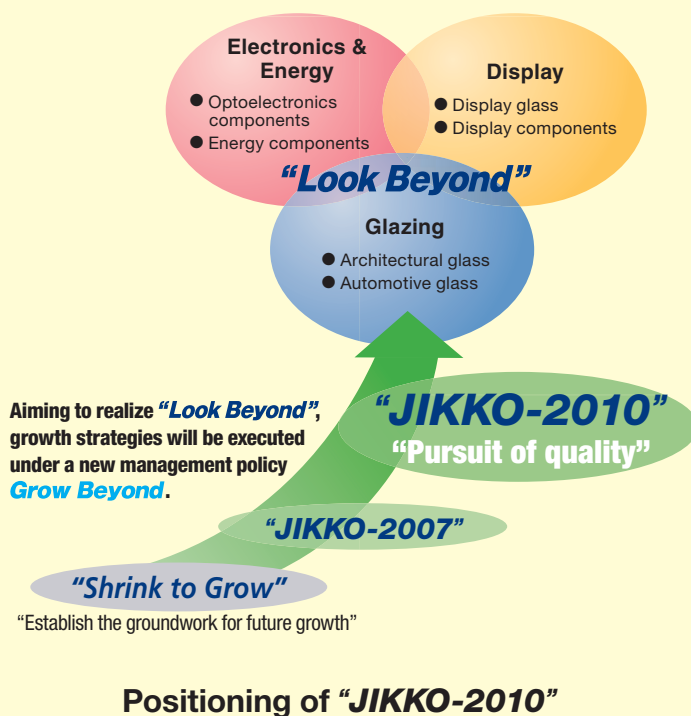 Electronics &
Energy
● Optoelectronics
components
● Energy components
Display
● Display glass
● Display components
“Look Beyond”
Glazing
● Architectural glass
● Automotive glass
Aiming to realize “Look Beyond”,
growth strategies will be executed
under a new management policy
Grow Beyond.
“JIKKO-2010”
“Pursuit of quality”
“JIKKO-2007”
“Shrink to Grow”
“Establish the groundwork for future growth”
Positioning of “JIKKO-2010”